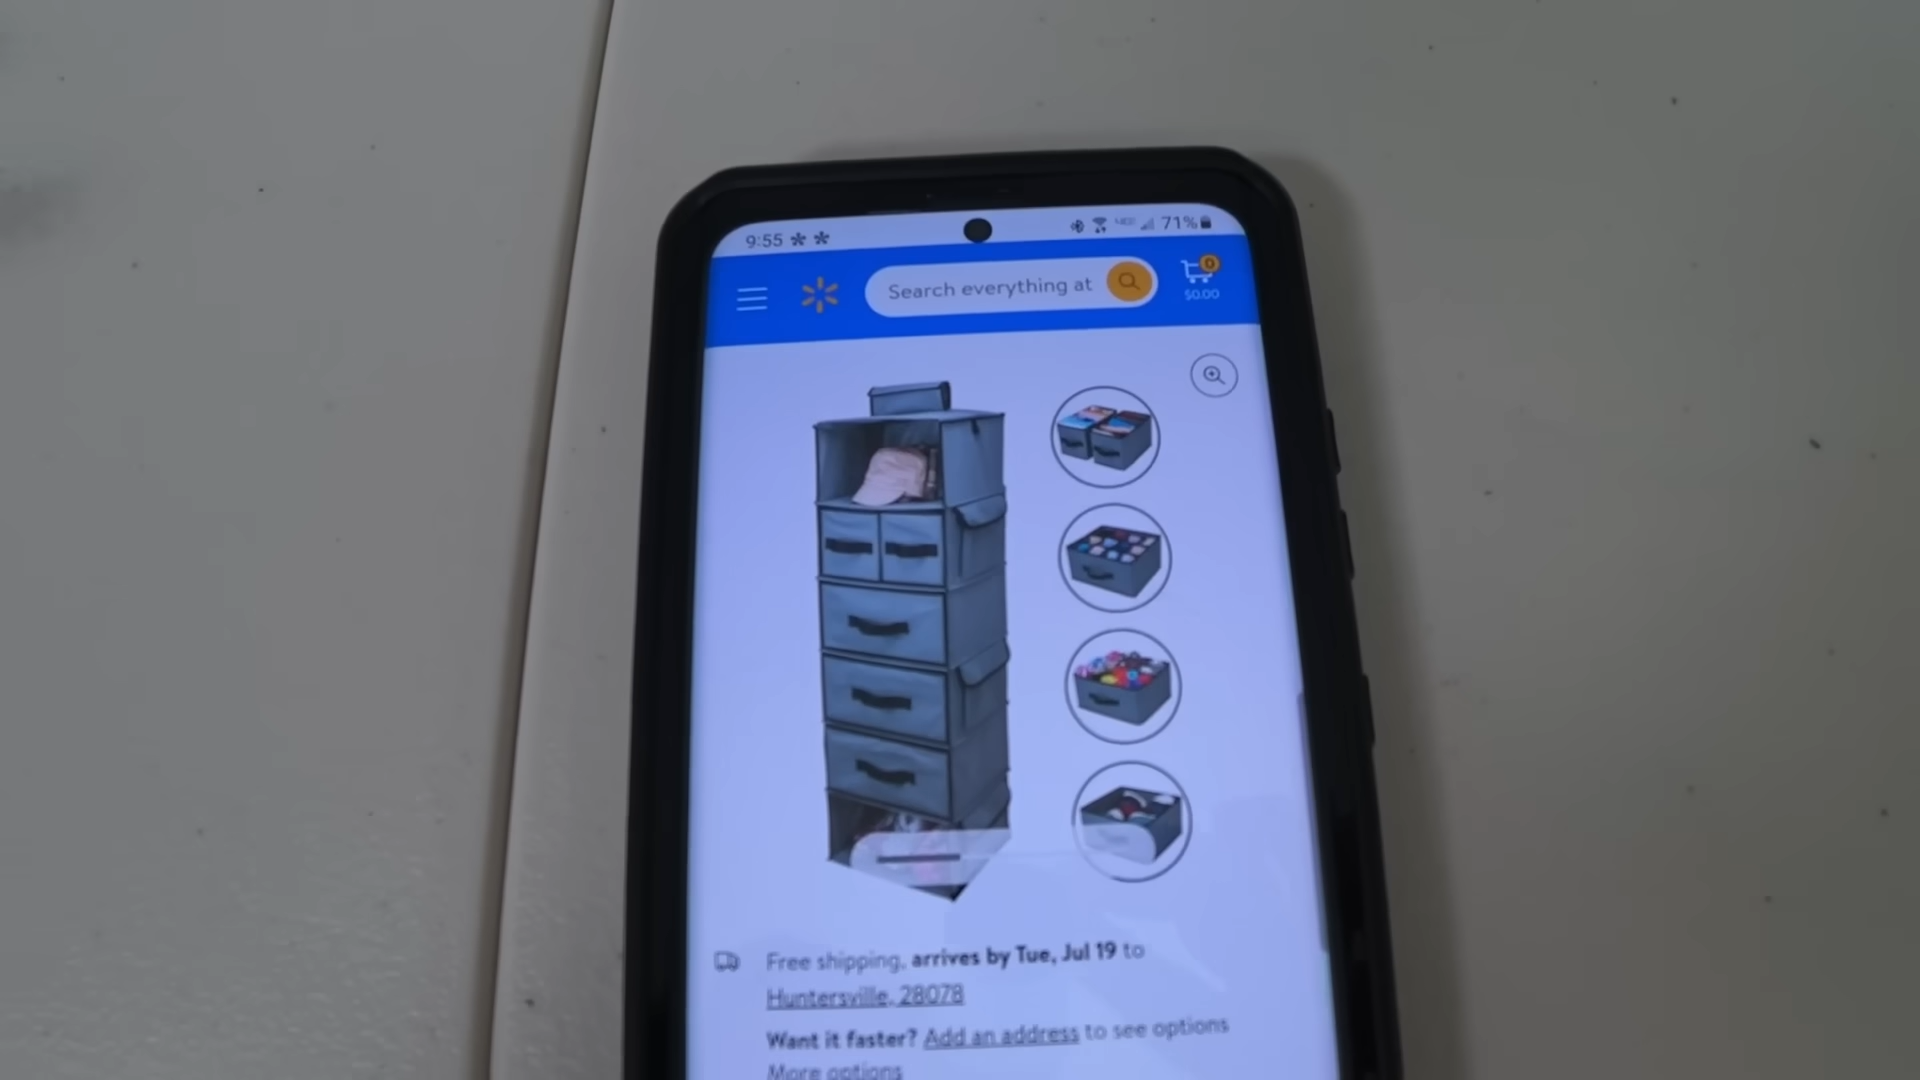 9:55
71%
Search everything at
0
$0.00
Free shipping, arrives by Tue, Jul 19 to
Huntersville, 28078
Want it faster? Add an address to see options
More options